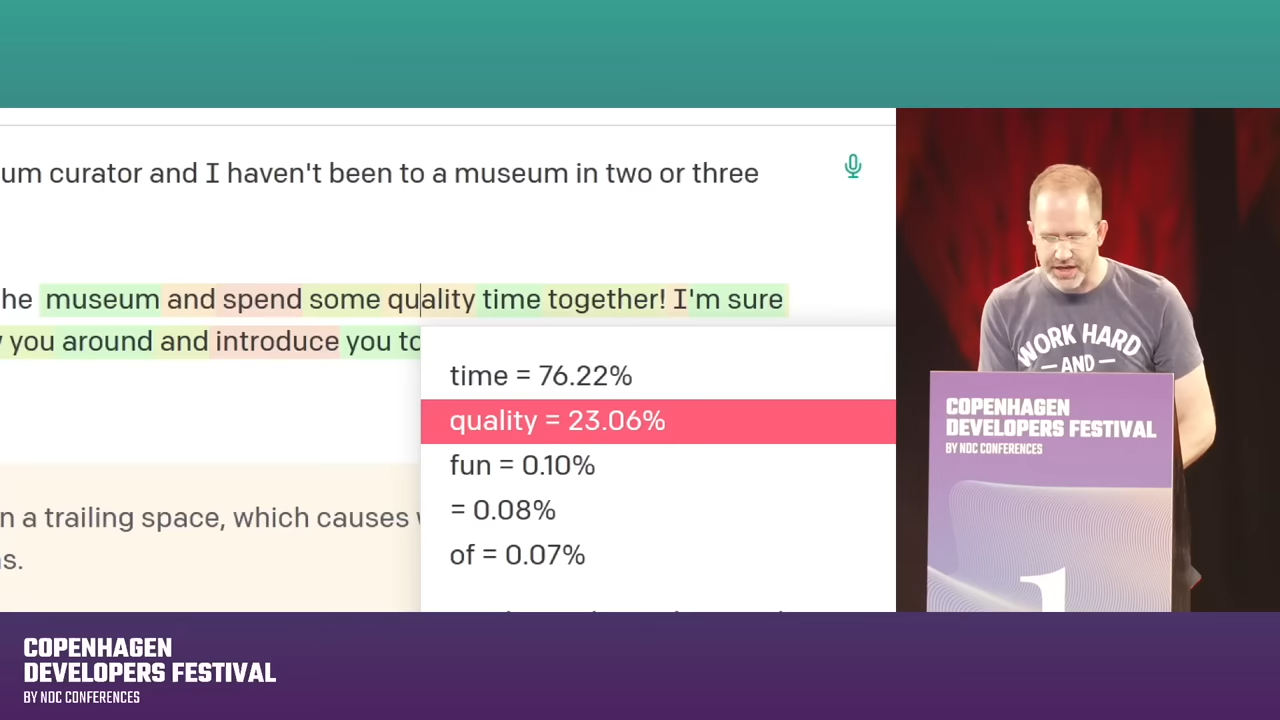 um curator and I haven't been to a museum in two or three
he museum and spend some quality time together! I'm sure
you around and introduce you to
time = 76.22%
quality = 23.06%
fun = 0.10%
= 0.08%
of = 0.07%
n a trailing space, which causes
s.
WORK HARD
— AND —
COPENHAGEN
DEVELOPERS FESTIVAL
BY NDC CONFERENCES
1
COPENHAGEN
DEVELOPERS FESTIVAL
BY NDC CONFERENCES